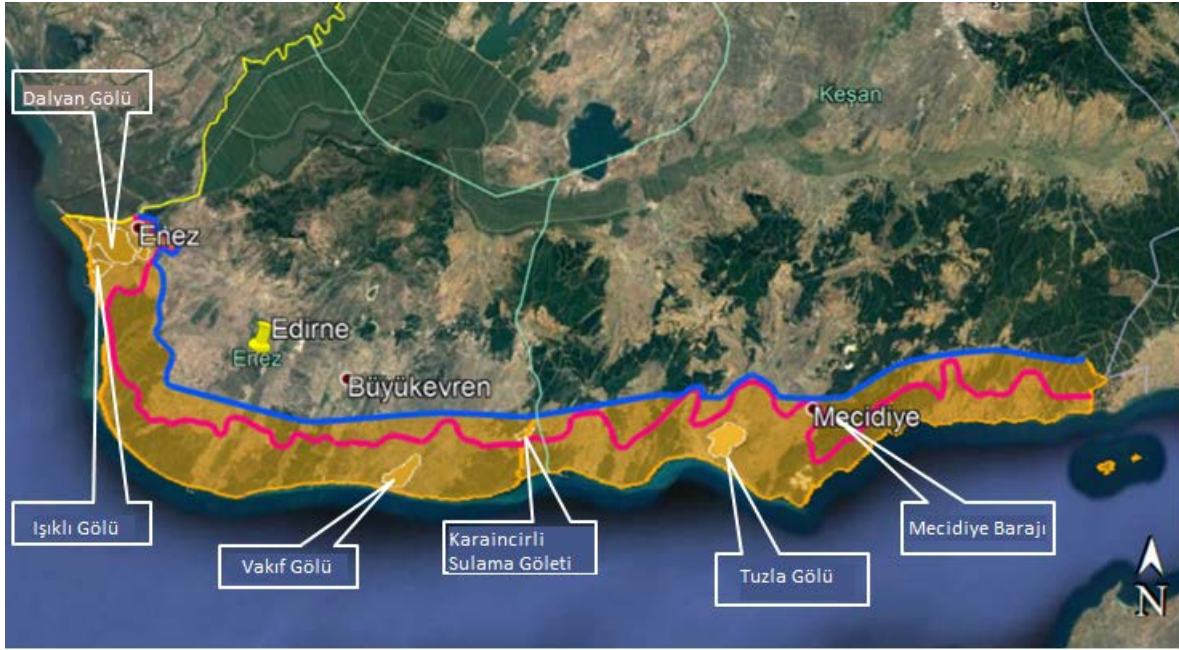 Dalyan Gölü
Keşan
Enez
Edirne
Enez
Büyükevren
Mecidiye
Işıklı Gölü
Vakıf Gölü
Karaincirli
Sulama Göleti
Tuzla Gölü
Mecidiye Barajı
N